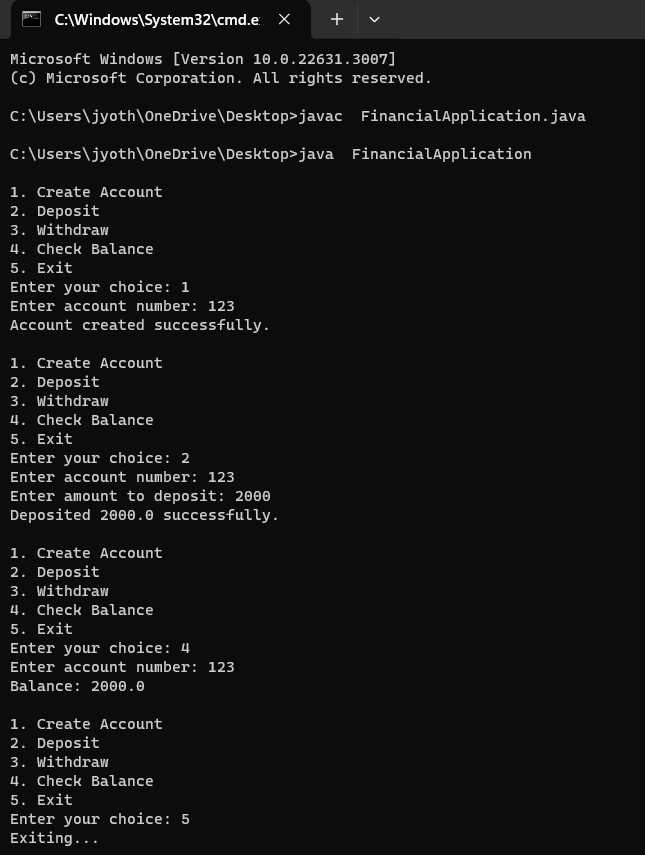 C:\Windows\System32\cmd.e
Microsoft Windows [Version 10.0.22631.3007]
(c) Microsoft Corporation. All rights reserved.
C:\Users\jyoth\OneDrive\Desktop>javac  FinancialApplication.java
C:\Users\jyoth\OneDrive\Desktop>java  FinancialApplication
1. Create Account
2. Deposit
3. Withdraw
4. Check Balance
5. Exit
Enter your choice: 1
Enter account number: 123
Account created successfully.
1. Create Account
2. Deposit
3. Withdraw
4. Check Balance
5. Exit
Enter your choice: 2
Enter account number: 123
Enter amount to deposit: 2000
Deposited 2000.0 successfully.
1. Create Account
2. Deposit
3. Withdraw
4. Check Balance
5. Exit
Enter your choice: 4
Enter account number: 123
Balance: 2000.0
1. Create Account
2. Deposit
3. Withdraw
4. Check Balance
5. Exit
Enter your choice: 5
Exiting...